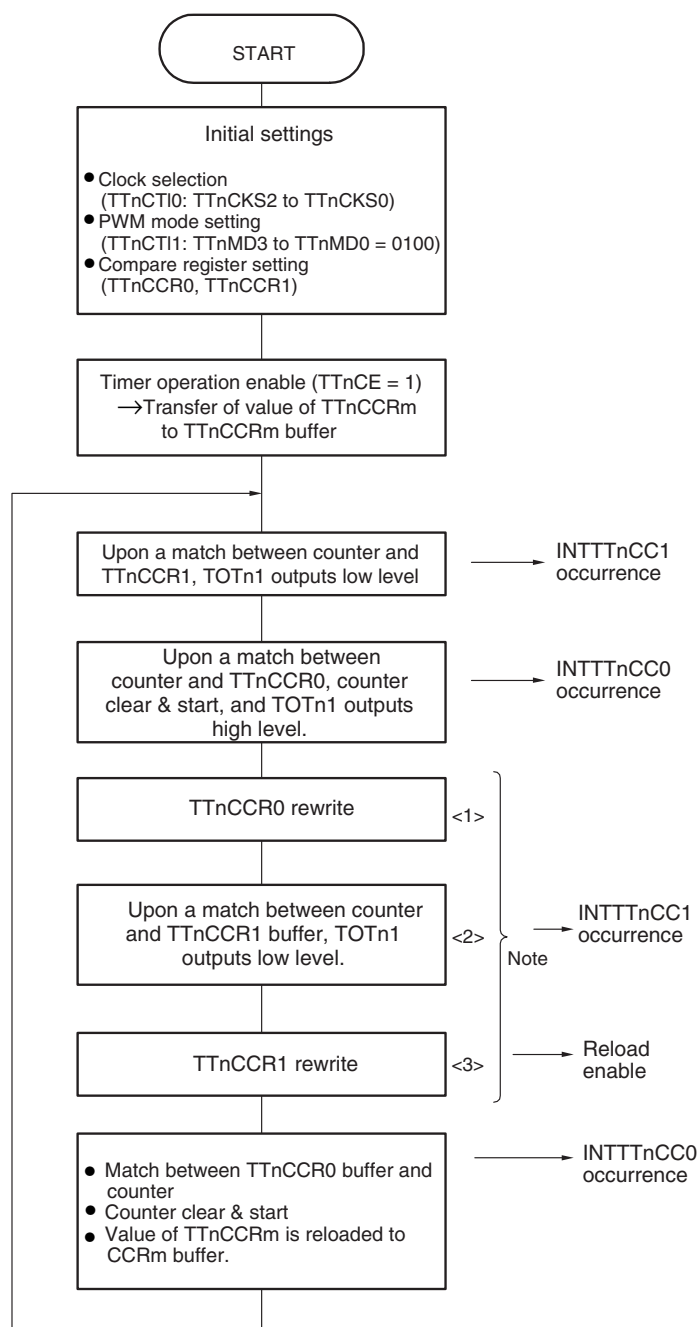 START
Initial settings
● Clock selection
(TTnCTI0: TTnCKS2 to TTnCKS0)
● PWM mode setting
(TTnCTI1: TTnMD3 to TTnMD0 = 0100)
● Compare register setting
(TTnCCR0, TTnCCR1)
Timer operation enable (TTnCE = 1)
→Transfer of value of TTnCCRm
to TTnCCRm buffer
Upon a match between counter and
TTnCCR1, TOTn1 outputs low level
INTTTnCC1
occurrence
Upon a match between
counter and TTnCCR0, counter
clear & start, and TOTn1 outputs
high level.
INTTTnCC0
occurrence
TTnCCR0 rewrite
<1>
Upon a match between counter
and TTnCCR1 buffer, TOTn1
outputs low level.
<2>
Note
INTTTnCC1
occurrence
TTnCCR1 rewrite
<3>
Reload
enable
● Match between TTnCCR0 buffer and
counter
● Counter clear & start
● Value of TTnCCRm is reloaded to
CCRm buffer.
INTTTnCC0
occurrence